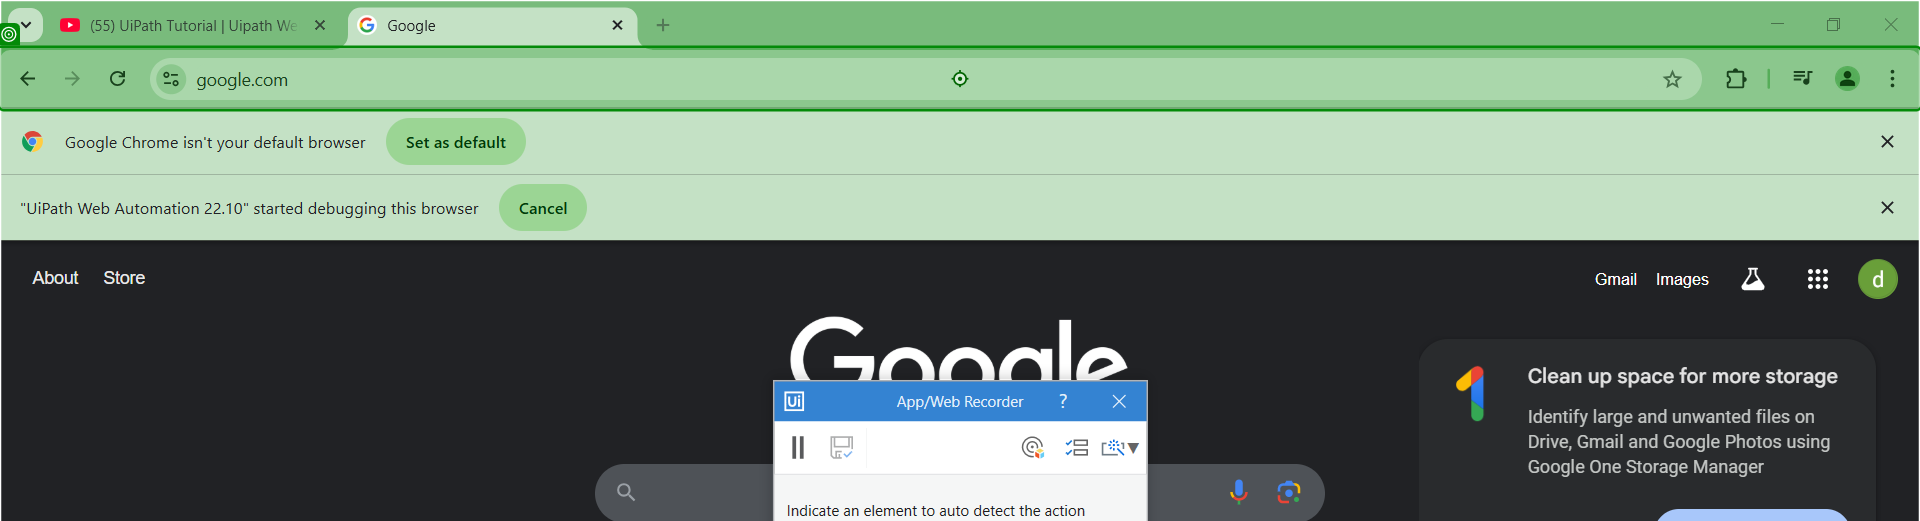 (55) UiPath Tutorial | Uipath We
Google
google.com
Google Chrome isn't your default browser
Set as default
"UiPath Web Automation 22.10" started debugging this browser
Cancel
About
Store
Gmail
Images
d
Google
Ui
App/Web Recorder
?
Clean up space for more storage
Identify large and unwanted files on
Drive, Gmail and Google Photos using
Google One Storage Manager
Indicate an element to auto detect the action